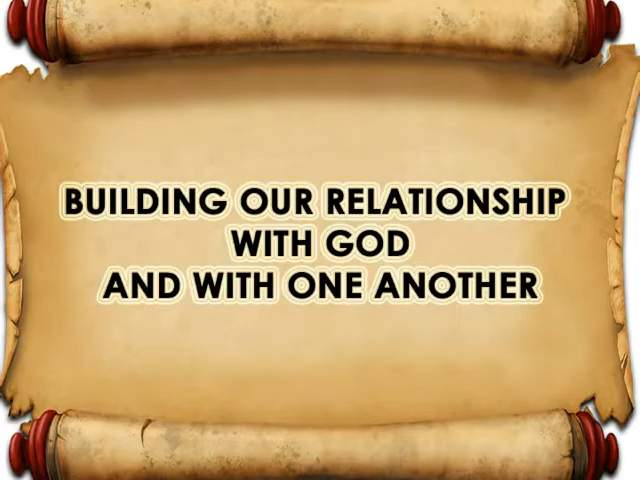 BUILDING OUR RELATIONSHIP
WITH GOD
AND WITH ONE ANOTHER